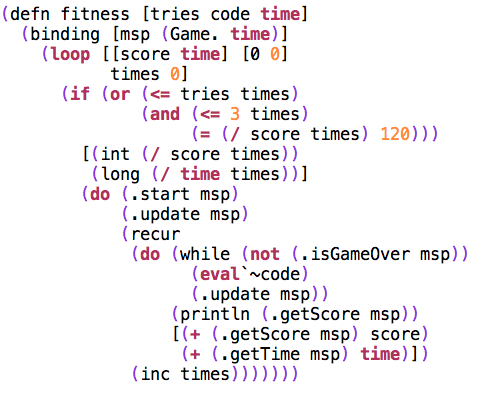 (defn fitness [tries code time]
  (binding [msp (Game. time)]
    (loop [[score time] [0 0]
           times 0]
      (if (or (<= tries times)
              (and (<= 3 times)
                   (= (/ score times) 120)))
        [(int (/ score times))
         (long (/ time times))]
        (do (.start msp)
            (.update msp)
            (recur
             (do (while (not (.isGameOver msp))
                   (eval`~code)
                   (.update msp))
                 (println (.getScore msp))
                 [(+ (.getScore msp) score)
                  (+ (.getTime msp) time)])
             (inc times)))))))